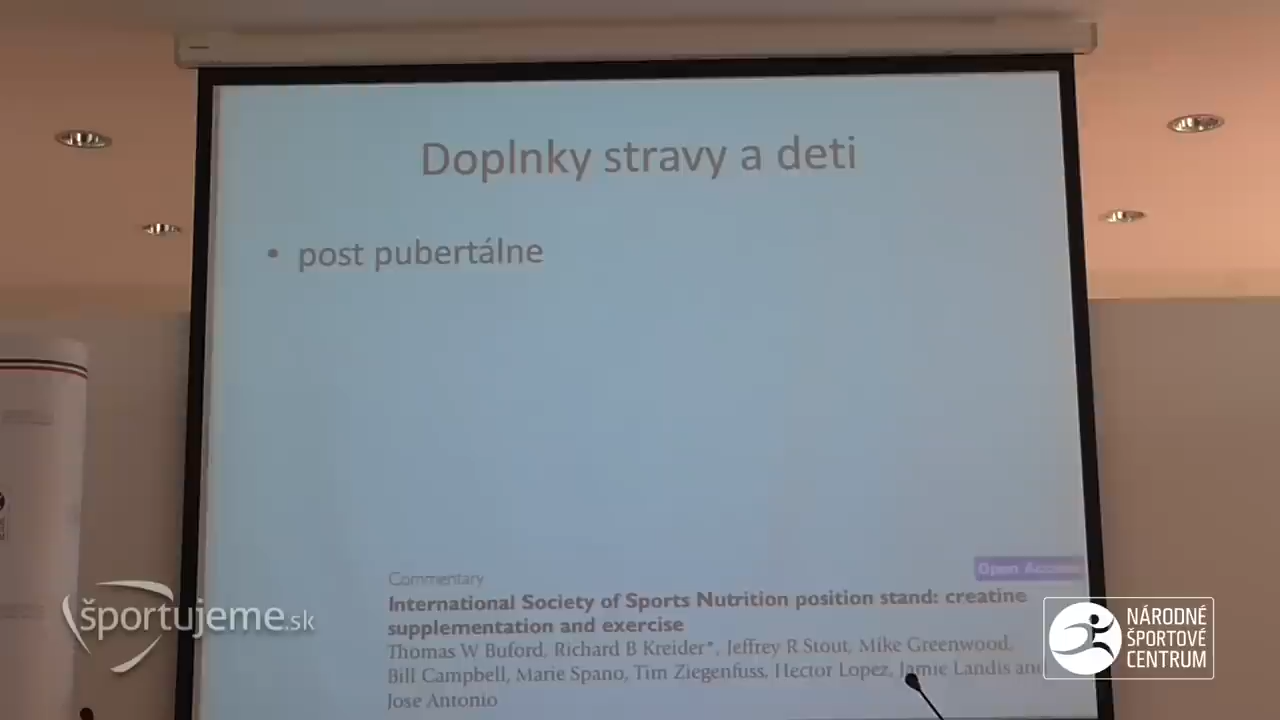 Doplnky stravy a deti
• post pubertálne
Commentary
Open Access
International Society of Sports Nutrition position stand: creatine
supplementation and exercise
Thomas W Buford, Richard B Kreider*, Jeffrey R Stout, Mike Greenwood,
Bill Campbell, Marie Spano, Tim Ziegenfuss, Hector Lopez, Jamie Landis and
Jose Antonio
športujeme.sk
NÁRODNÉ
ŠPORTOVÉ
CENTRUM